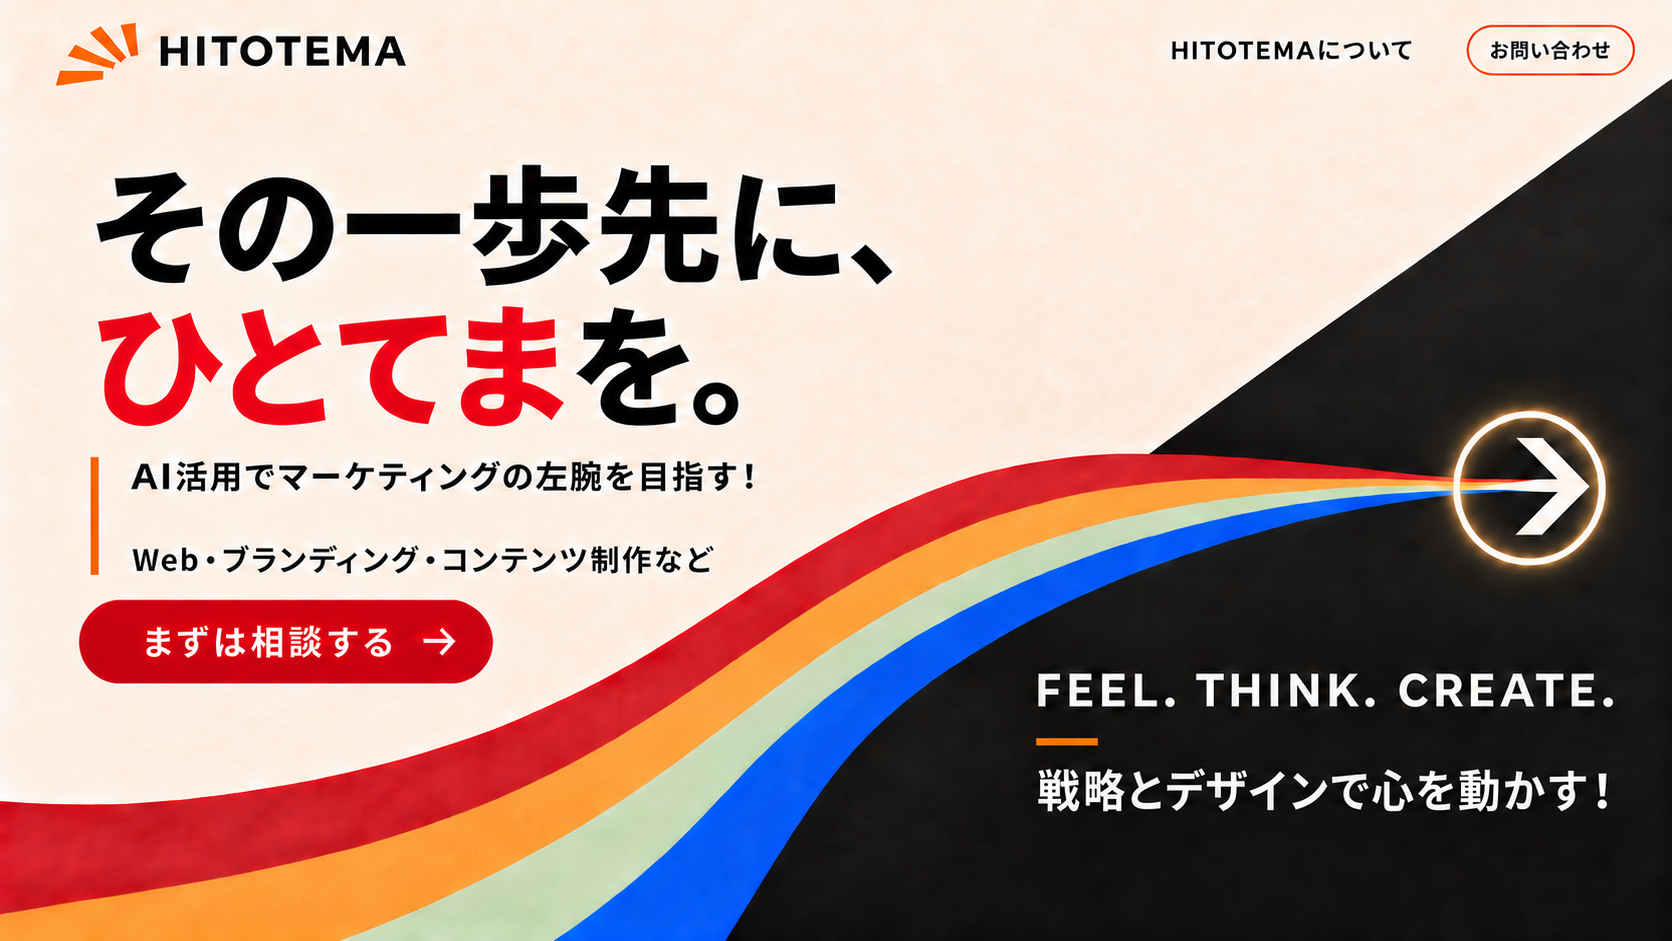 HITOTEMA
HITOTEMAについて
お問い合わせ
その一歩先に、
ひとてまを。
AI活用でマーケティングの左腕を目指す!
Web・ブランディング・コンテンツ制作など
まずは相談する →
FEEL. THINK. CREATE.
戦略とデザインで心を動かす!